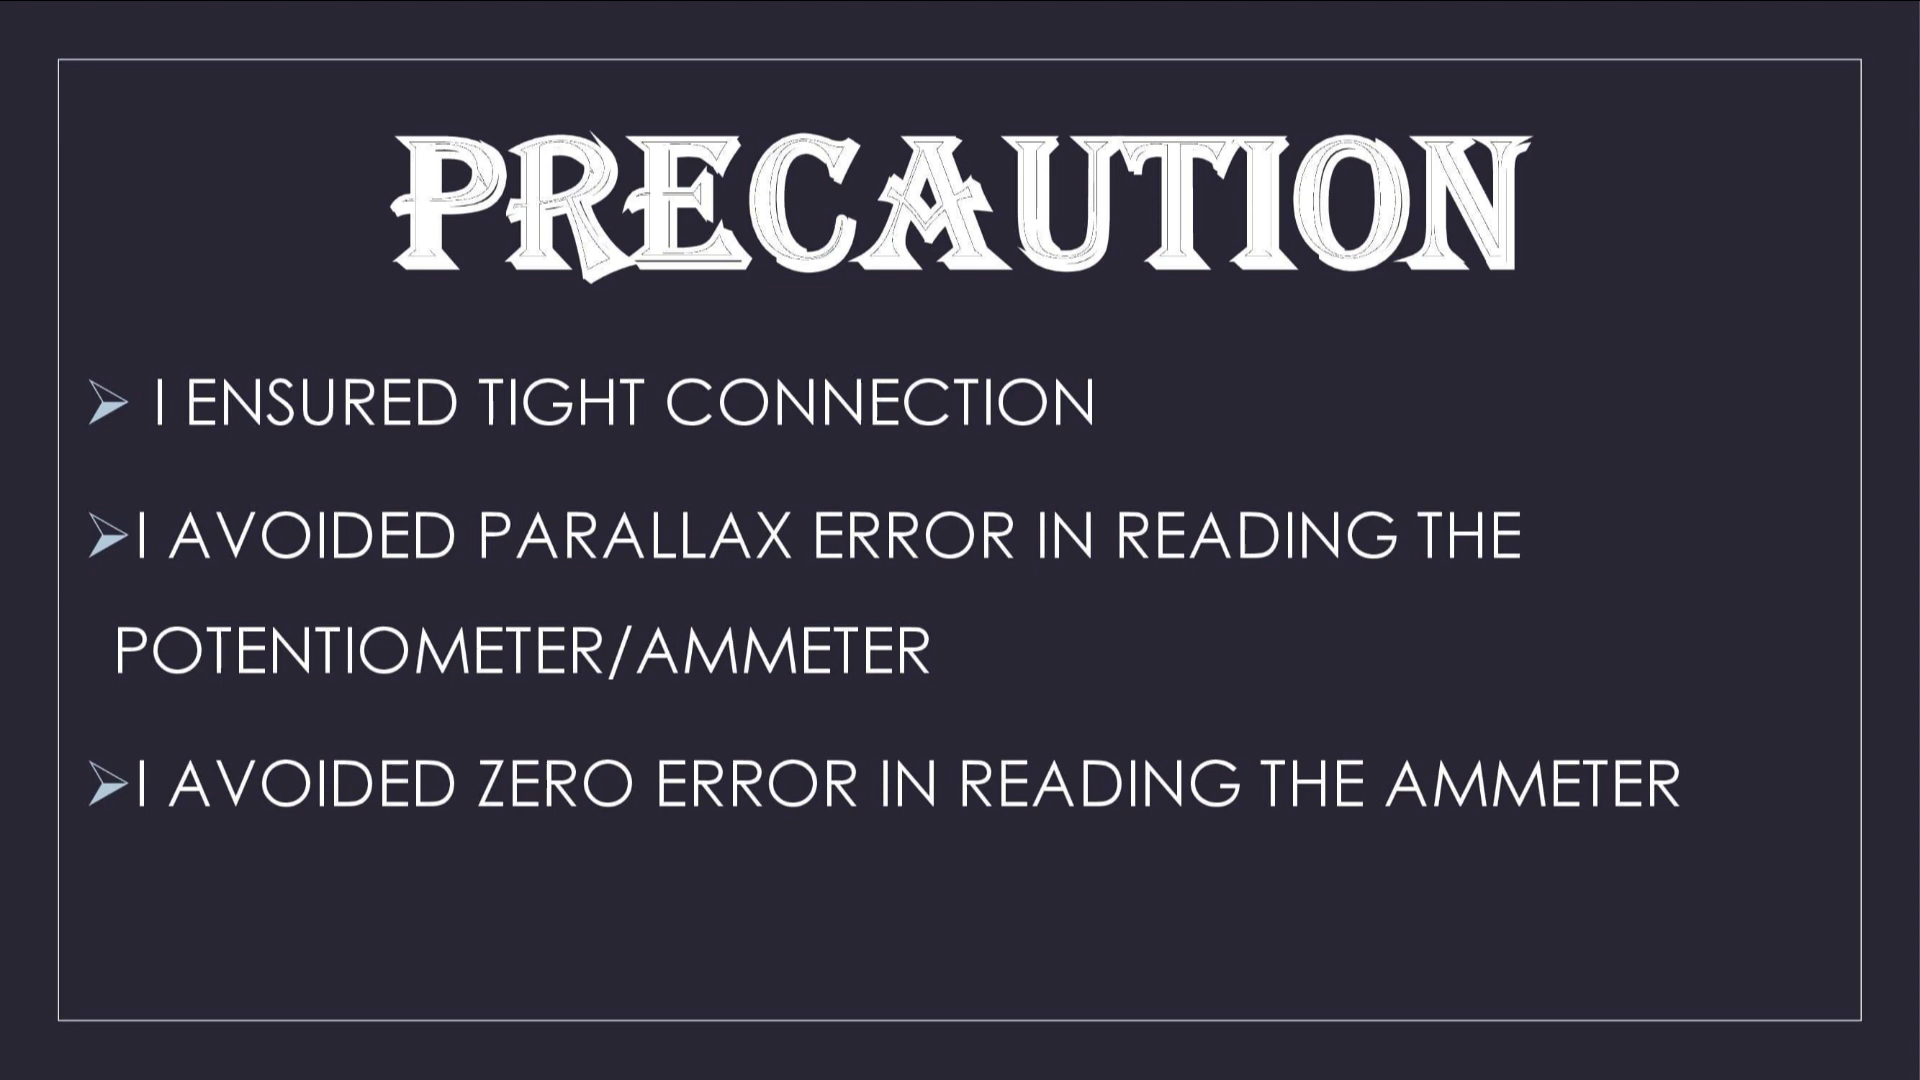 PRECAUTION
I ENSURED TIGHT CONNECTION
I AVOIDED PARALLAX ERROR IN READING THE
POTENTIOMETER/AMMETER
I AVOIDED ZERO ERROR IN READING THE AMMETER